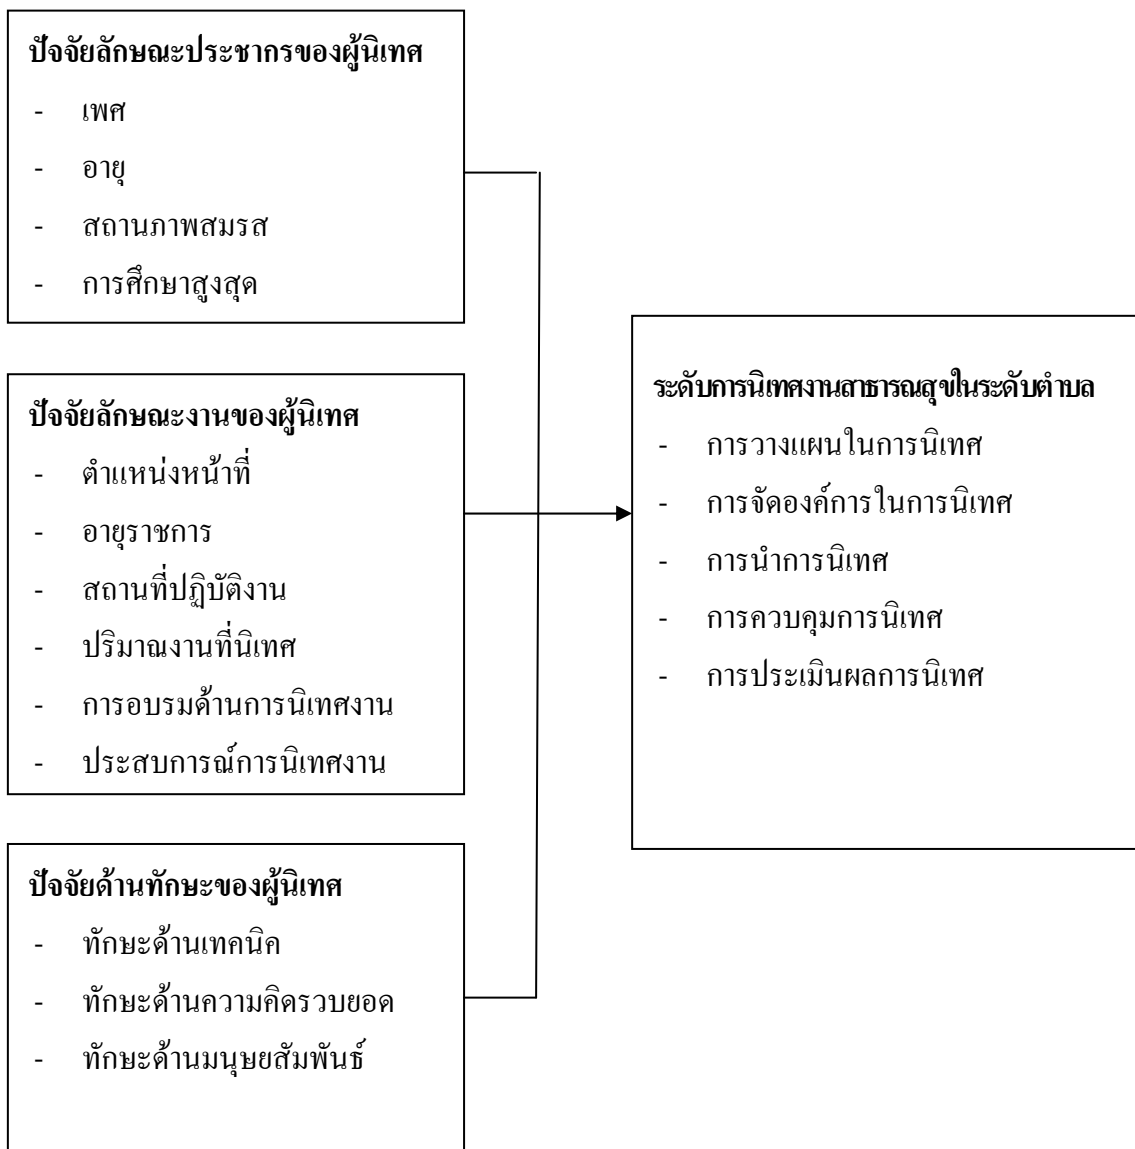 ปัจจัยลักษณะประชากรของผู้นิเทศ
- เพศ
- อายุ
- สถานภาพสมรส
- การศึกษาสูงสุด
ปัจจัยลักษณะงานของผู้นิเทศ
- ตำแหน่งหน้าที่
- อายุราชการ
- สถานที่ปฏิบัติงาน
- ปริมาณงานที่นิเทศ
- การอบรมด้านการนิเทศงาน
- ประสบการณ์การนิเทศงาน
ปัจจัยด้านทักษะของผู้นิเทศ
- ทักษะด้านเทคนิค
- ทักษะด้านความคิดรวบยอด
- ทักษะด้านมนุษยสัมพันธ์
ระดับการนิเทศงานสาธารณสุขในระดับตำบล
- การวางแผนในการนิเทศ
- การจัดองค์การในการนิเทศ
- การนำการนิเทศ
- การควบคุมการนิเทศ
- การประเมินผลการนิเทศ